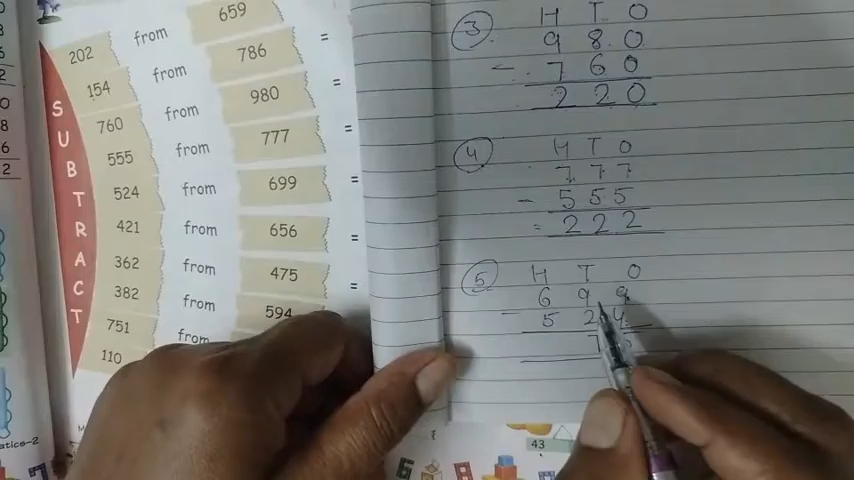 SUBTRACT
202 from 659
154 from 786
760 from 980
555 from 777
524 from 699
421 from 656
360 from 475
382 from 594
751
110
3 H T O
9 8 0
- 7 6 0
= 2 2 0
4 H T O
7 7 7
- 5 5 5
= 2 2 2
5 H T O
6 9 9
- 5 2 4
43